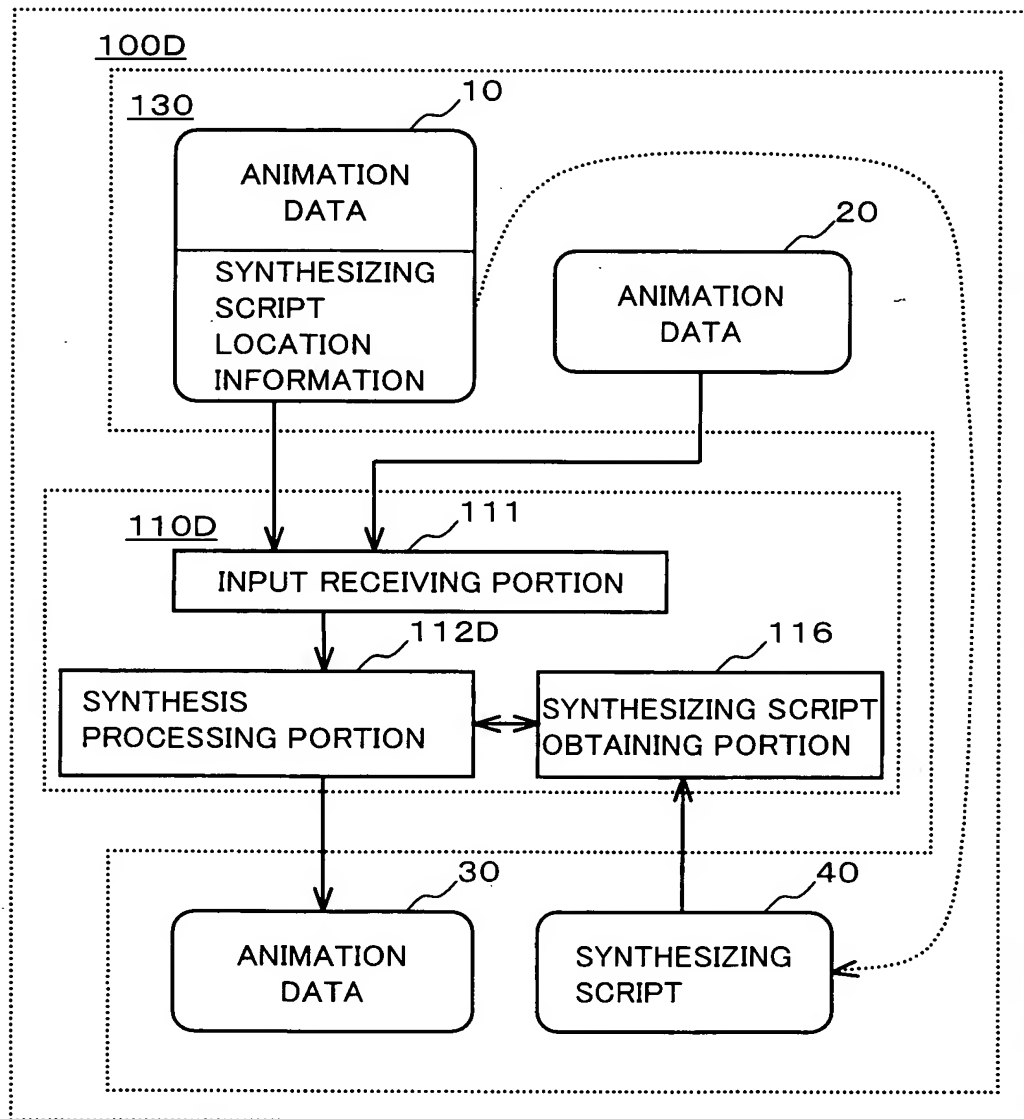 100D
130
10
ANIMATION
DATA
SYNTHESIZING
SCRIPT
LOCATION
INFORMATION
20
ANIMATION
DATA
110D
111
INPUT RECEIVING PORTION
112D
SYNTHESIS
PROCESSING PORTION
116
SYNTHESIZING SCRIPT
OBTAINING PORTION
30
ANIMATION
DATA
40
SYNTHESIZING
SCRIPT